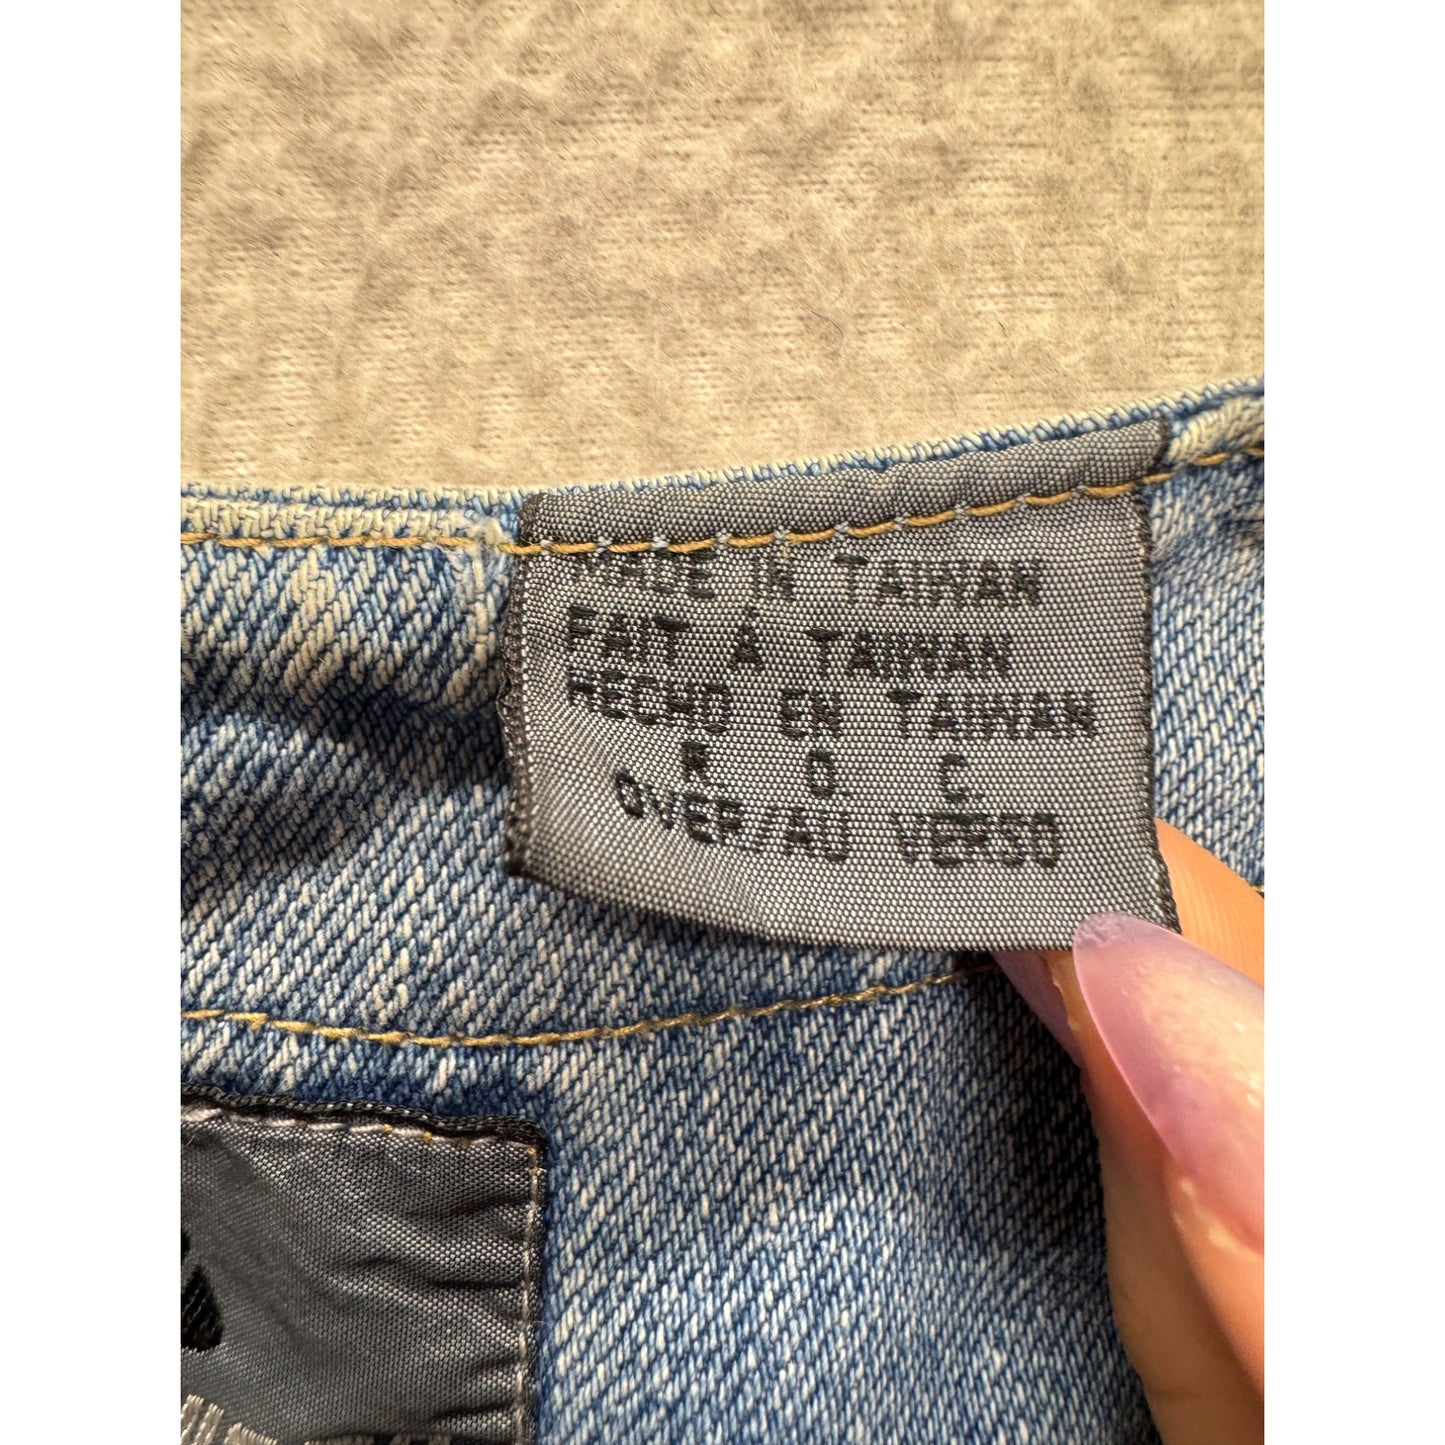 MADE IN TAIWAN
FAIT À TAIWAN
HECHO EN TAIWAN
R. O. C.
OVER/AU VERSO